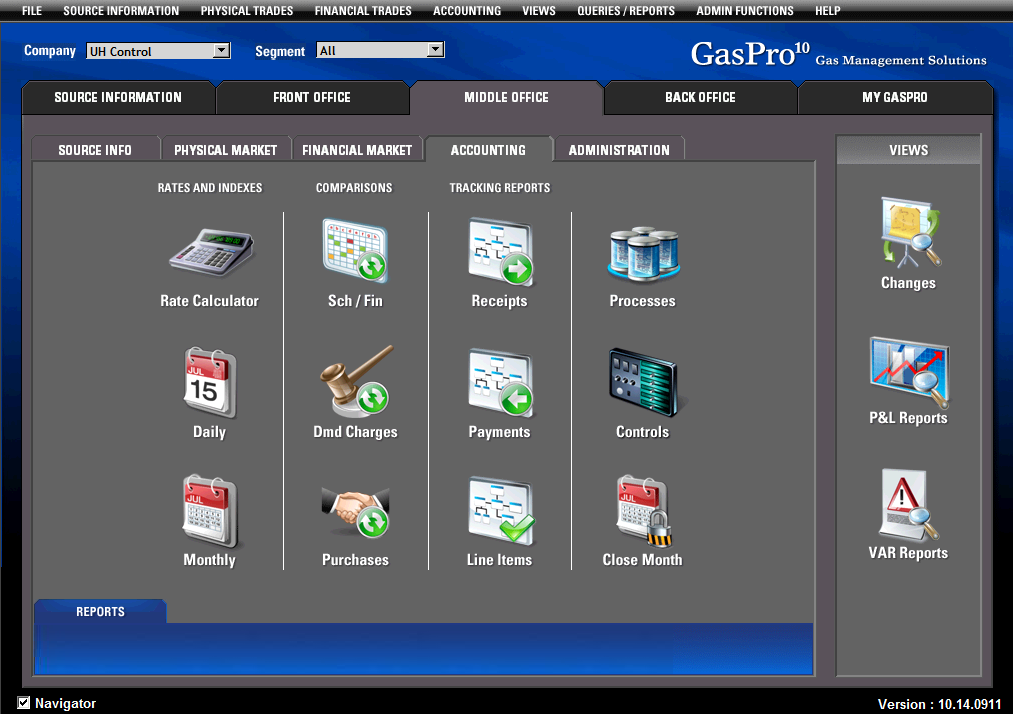 FILE SOURCE INFORMATION PHYSICAL TRADES FINANCIAL TRADES ACCOUNTING VIEWS QUERIES / REPORTS ADMIN FUNCTIONS HELP
Company UH Control Segment All
GasPro10 Gas Management Solutions
SOURCE INFORMATION FRONT OFFICE MIDDLE OFFICE BACK OFFICE MY GASPRO
SOURCE INFO PHYSICAL MARKET FINANCIAL MARKET ACCOUNTING ADMINISTRATION VIEWS
RATES AND INDEXES COMPARISONS TRACKING REPORTS
Changes
Rate Calculator Sch / Fin Receipts Processes
JUL
15
P&L Reports
Daily Dmd Charges Payments Controls
JUL JUL
VAR Reports
Monthly Purchases Line Items Close Month
REPORTS
Navigator Version : 10.14.0911